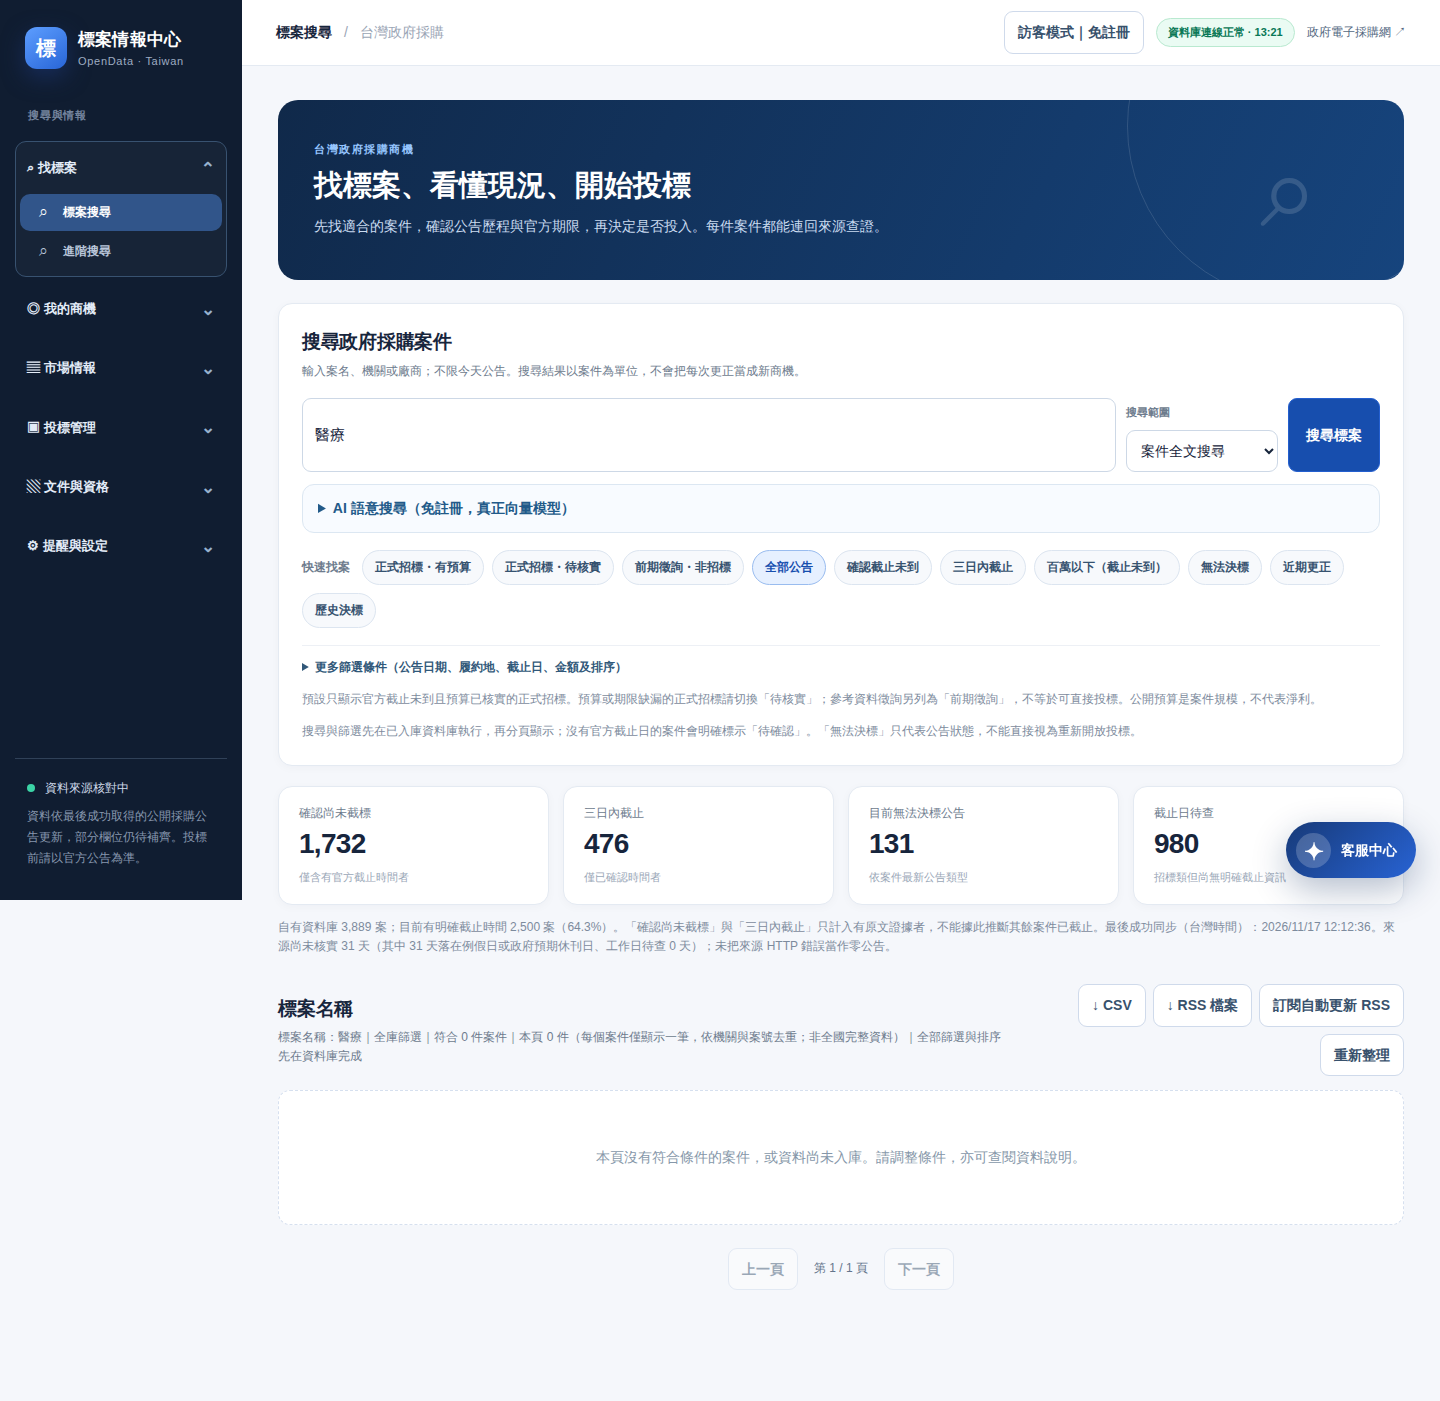 標
標案情報中心
OpenData · Taiwan
搜尋與情報
⌕ 找標案
⌕ 標案搜尋
⌕ 進階搜尋
◎ 我的商機
▤ 市場情報
▣ 投標管理
▧ 文件與資格
⚙ 提醒與設定
資料來源核對中
資料依最後成功取得的公開採購公
告更新，部分欄位仍待補齊。投標
前請以官方公告為準。
標案搜尋 / 台灣政府採購
訪客模式｜免註冊
資料庫連線正常 · 13:21
政府電子採購網 ↗
台灣政府採購商機
找標案、看懂現況、開始投標
先找適合的案件，確認公告歷程與官方期限，再決定是否投入。每件案件都能連回來源查證。
搜尋政府採購案件
輸入案名、機關或廠商；不限今天公告。搜尋結果以案件為單位，不會把每次更正當成新商機。
醫療
搜尋範圍
案件全文搜尋
搜尋標案
▶ AI 語意搜尋（免註冊，真正向量模型）
快速找案 正式招標・有預算 正式招標・待核實 前期徵詢・非招標 全部公告 確認截止未到 三日內截止 百萬以下（截止未到） 無法決標 近期更正
歷史決標
▶ 更多篩選條件（公告日期、履約地、截止日、金額及排序）
預設只顯示官方截止未到且預算已核實的正式招標。預算或期限缺漏的正式招標請切換「待核實」；參考資料徵詢另列為「前期徵詢」，不等於可直接投標。公開預算是案件規模，不代表淨利。
搜尋與篩選先在已入庫資料庫執行，再分頁顯示；沒有官方截止日的案件會明確標示「待確認」。「無法決標」只代表公告狀態，不能直接視為重新開放投標。
確認尚未截標
1,732
僅含有官方截止時間者
三日內截止
476
僅已確認時間者
目前無法決標公告
131
依案件最新公告類型
截止日待查
980
招標類但尚無明確截止資訊
客服中心
自有資料庫 3,889 案；目前有明確截止時間 2,500 案（64.3%）。「確認尚未截標」與「三日內截止」只計入有原文證據者，不能據此推斷其餘案件已截止。最後成功同步（台灣時間）：2026/11/17 12:12:36。來
源尚未核實 31 天（其中 31 天落在例假日或政府預期休刊日、工作日待查 0 天）；未把來源 HTTP 錯誤當作零公告。
標案名稱
標案名稱：醫療｜全庫篩選｜符合 0 件案件｜本頁 0 件（每個案件僅顯示一筆，依機關與案號去重；非全國完整資料）｜全部篩選與排序
先在資料庫完成
↓ CSV
↓ RSS 檔案
訂閱自動更新 RSS
重新整理
本頁沒有符合條件的案件，或資料尚未入庫。請調整條件，亦可查閱資料說明。
上一頁
第 1 / 1 頁
下一頁